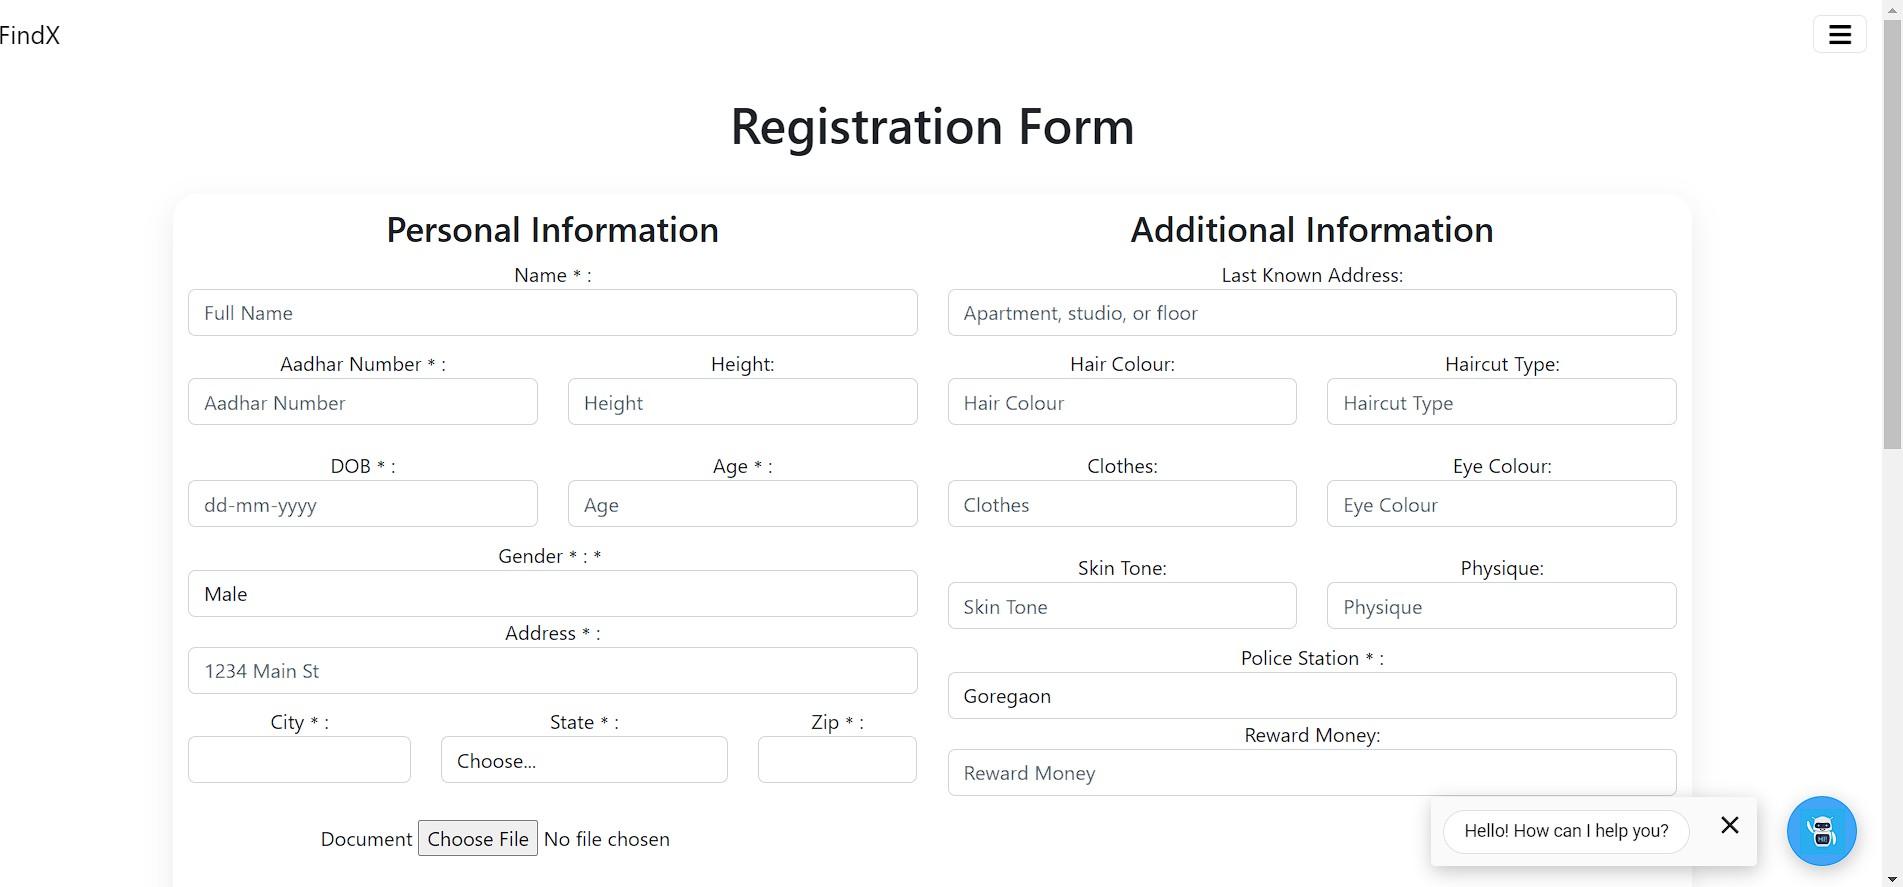 FindX
Registration Form
Personal Information
Name * :
Full Name
Aadhar Number * :
Height:
Aadhar Number
Height
DOB * :
Age * :
dd-mm-yyyy
Age
Gender * : *
Male
Address * :
1234 Main St
City * :
State * :
Zip * :
Choose...
Document Choose File No file chosen
Additional Information
Last Known Address:
Apartment, studio, or floor
Hair Colour:
Haircut Type:
Hair Colour
Haircut Type
Clothes:
Eye Colour:
Clothes
Eye Colour
Skin Tone:
Physique:
Skin Tone
Physique
Police Station * :
Goregaon
Reward Money:
Reward Money
Hello! How can I help you?